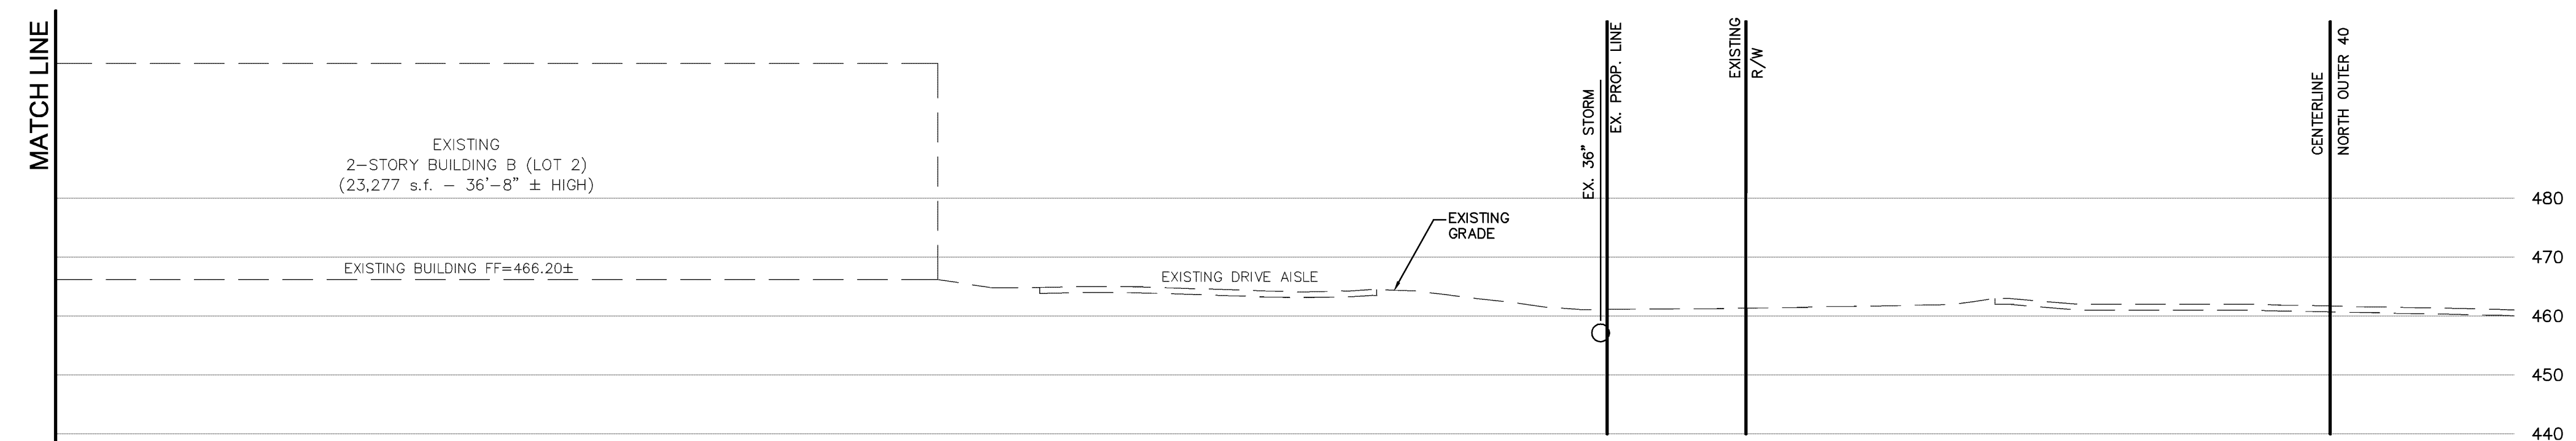 MATCH LINE
EXISTING
2-STORY BUILDING B (LOT 2)
(23,277 s.f. - 36'-8" ± HIGH)
EXISTING BUILDING FF=466.20±
EXISTING DRIVE AISLE
EXISTING
GRADE
EX. 36" STORM
EX. PROP. LINE
EXISTING
R/W
CENTERLINE
NORTH OUTER 40
480
470
460
450
440